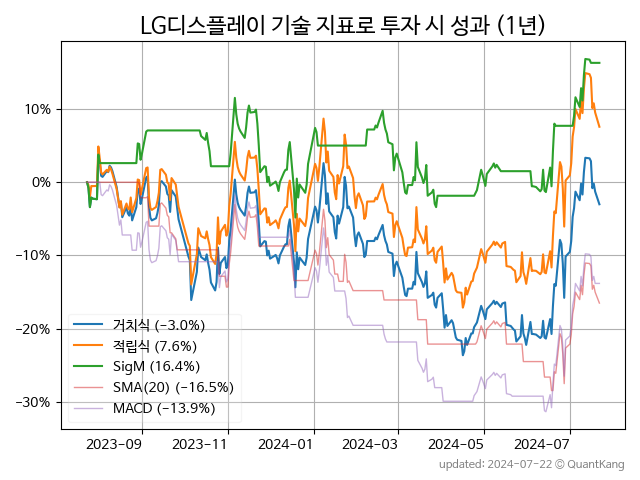 LG디스플레이 기술 지표로 투자 시 성과 (1년)
10%
0%
−10%
−20%
−30%
거치식 (−3.0%)
적립식 (7.6%)
SigM (16.4%)
SMA(20) (−16.5%)
MACD (−13.9%)
2023-09 2023-11 2024-01 2024-03 2024-05 2024-07
updated: 2024-07-22 © QuantKang